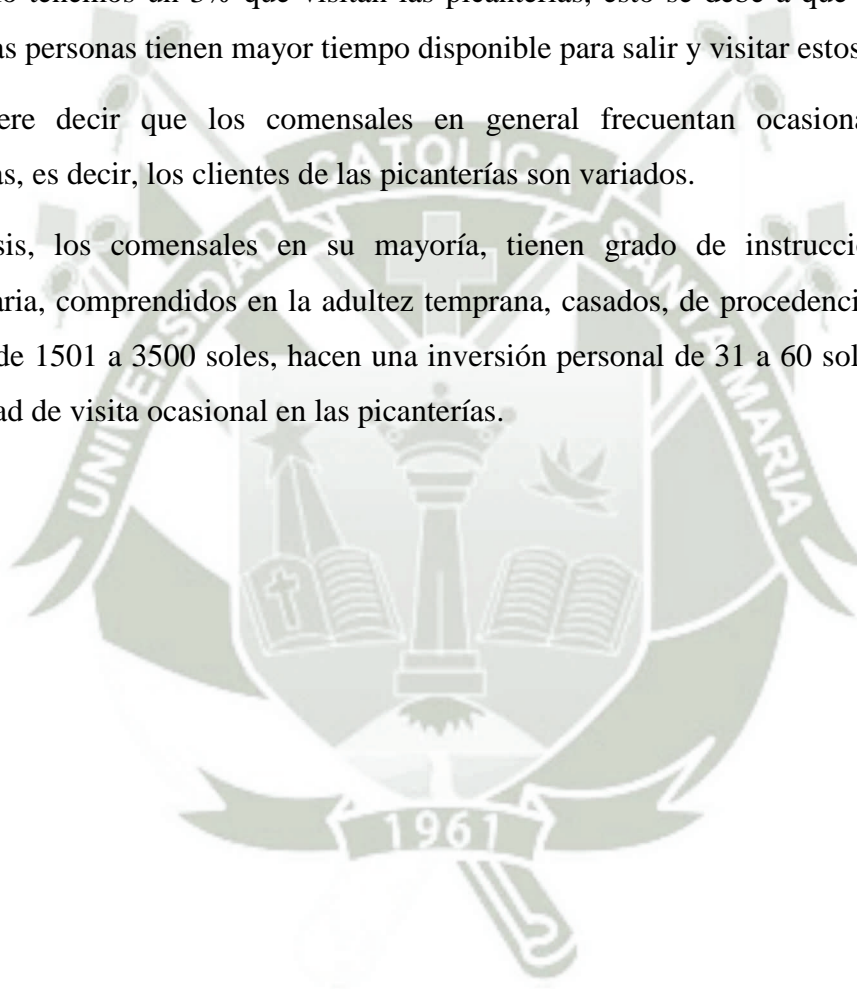 tenemos un que visitan las picanterías, esto se debe a que
as personas tienen mayor tiempo disponible para salir y visitar estos
ere decir que los comensales en general frecuentan ocasiona
as, es decir, los clientes de las picanterías son variados.
sis, los comensales en su mayoría, tienen grado de instrucci
aria, comprendidos en la adultez temprana, casados, de procedenci
de 1501 a 3500 soles, hacen una inversión personal de 31 a 60 sol
ad de visita ocasional en las picanterías.
UNIVERSIDAD CATOLICA SANTA MARIA
1961